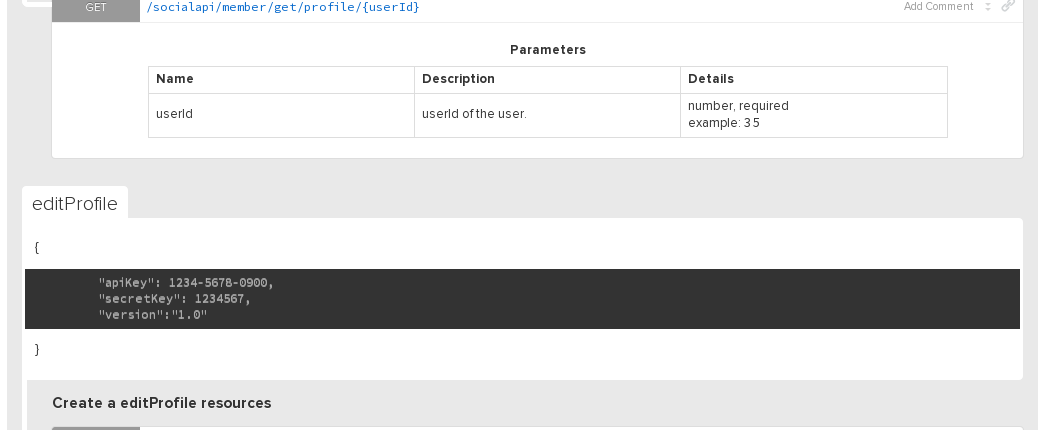 GET /socialapi/member/get/profile/{userId} Add Comment
Parameters
Name Description Details
userId userId of the user. number, required
example: 35
editProfile
{
"apiKey": 1234-5678-0900,
"secretKey": 1234567,
"version":"1.0"
}
Create a editProfile resources